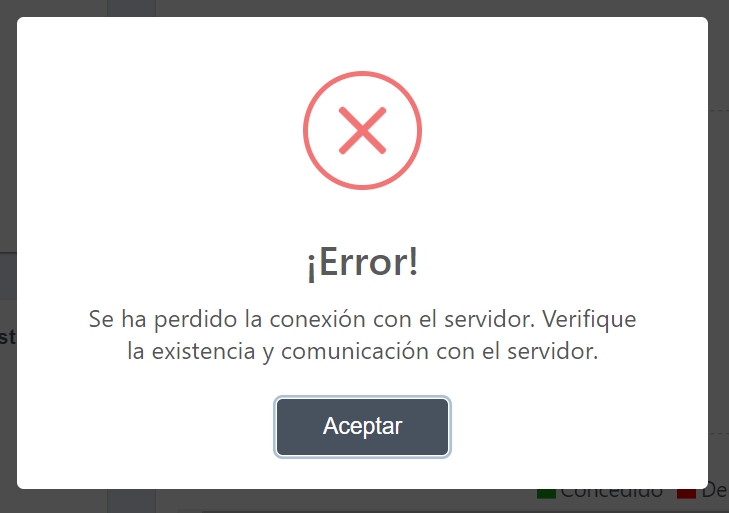 ¡Error!
Se ha perdido la conexión con el servidor. Verifique
la existencia y comunicación con el servidor.
Aceptar
Concedido